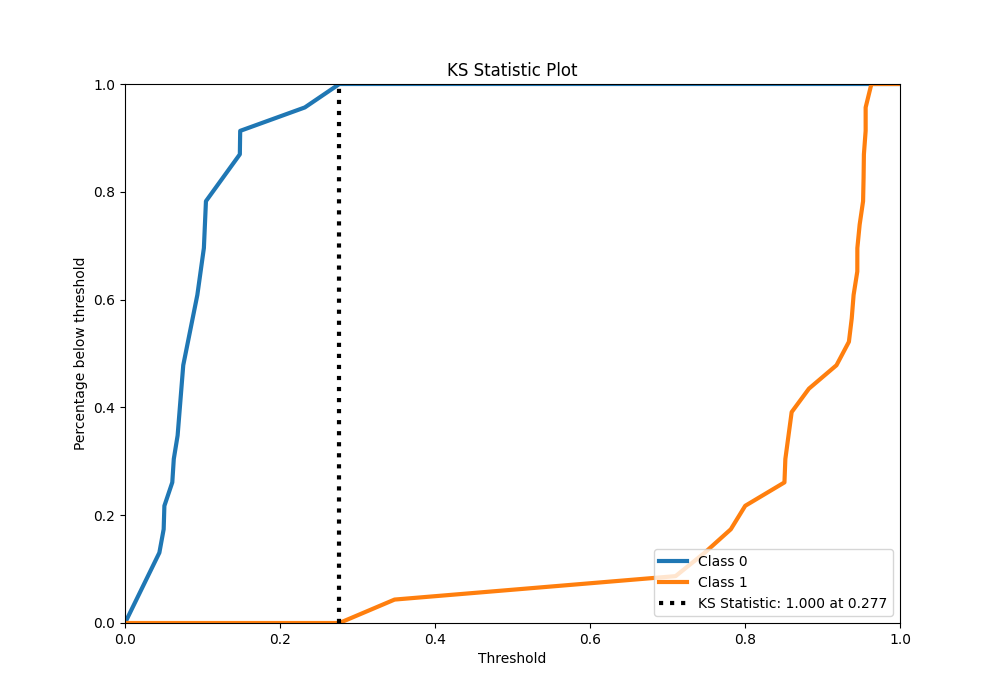 KS Statistic Plot
Percentage below threshold
1.0
0.8
0.6
0.4
0.2
0.0
0.0 0.2 0.4 0.6 0.8 1.0
Threshold
Class 0
Class 1
KS Statistic: 1.000 at 0.277